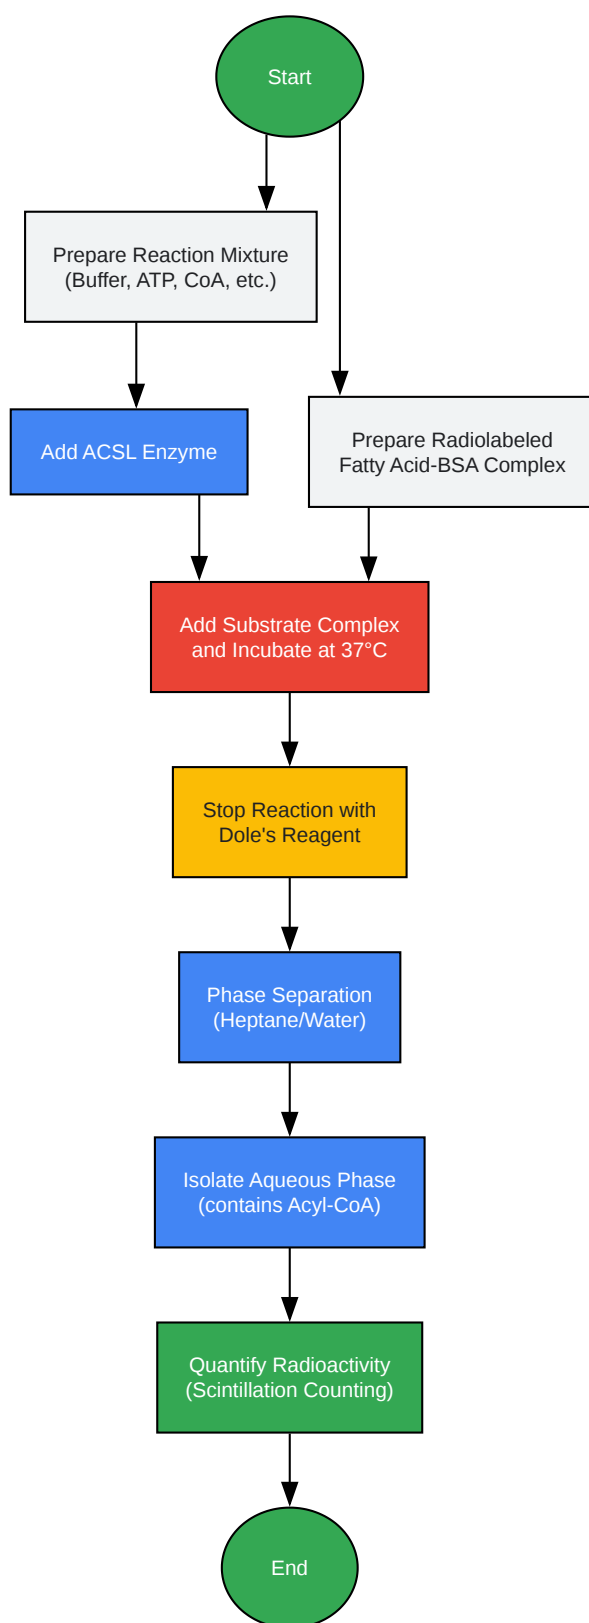 Start
Prepare Reaction Mixture
(Buffer, ATP, CoA, etc.)
Add ACSL Enzyme
Prepare Radiolabeled
Fatty Acid-BSA Complex
Add Substrate Complex
and Incubate at 37°C
Stop Reaction with
Dole's Reagent
Phase Separation
(Heptane/Water)
Isolate Aqueous Phase
(contains Acyl-CoA)
Quantify Radioactivity
(Scintillation Counting)
End